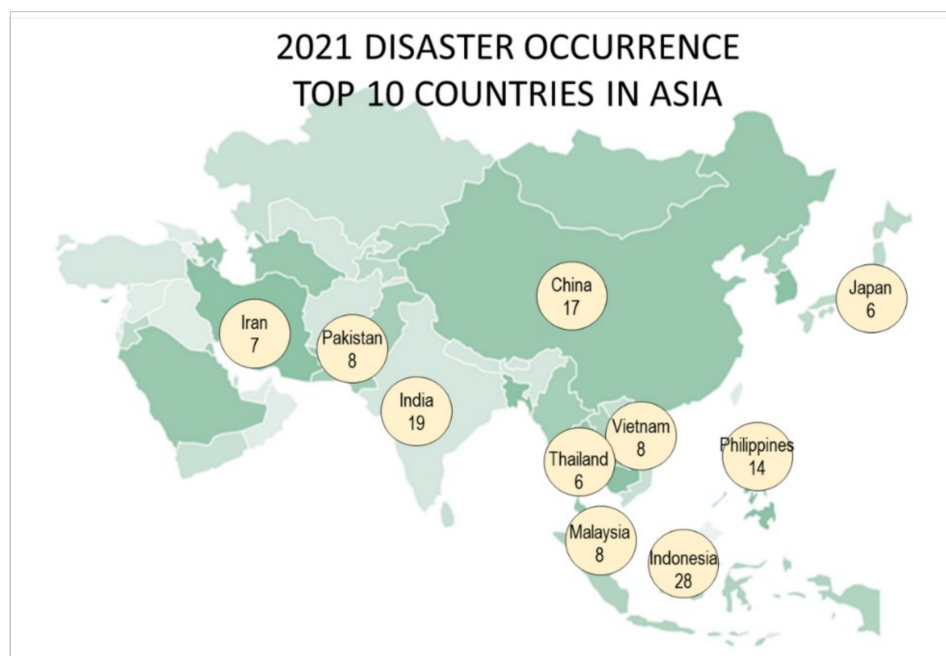 2021 DISASTER OCCURRENCE
TOP 10 COUNTRIES IN ASIA
China
17
Japan
6
Iran
7
Pakistan
8
India
19
Vietnam
8
Philippines
14
Thailand
6
Malaysia
8
Indonesia
28